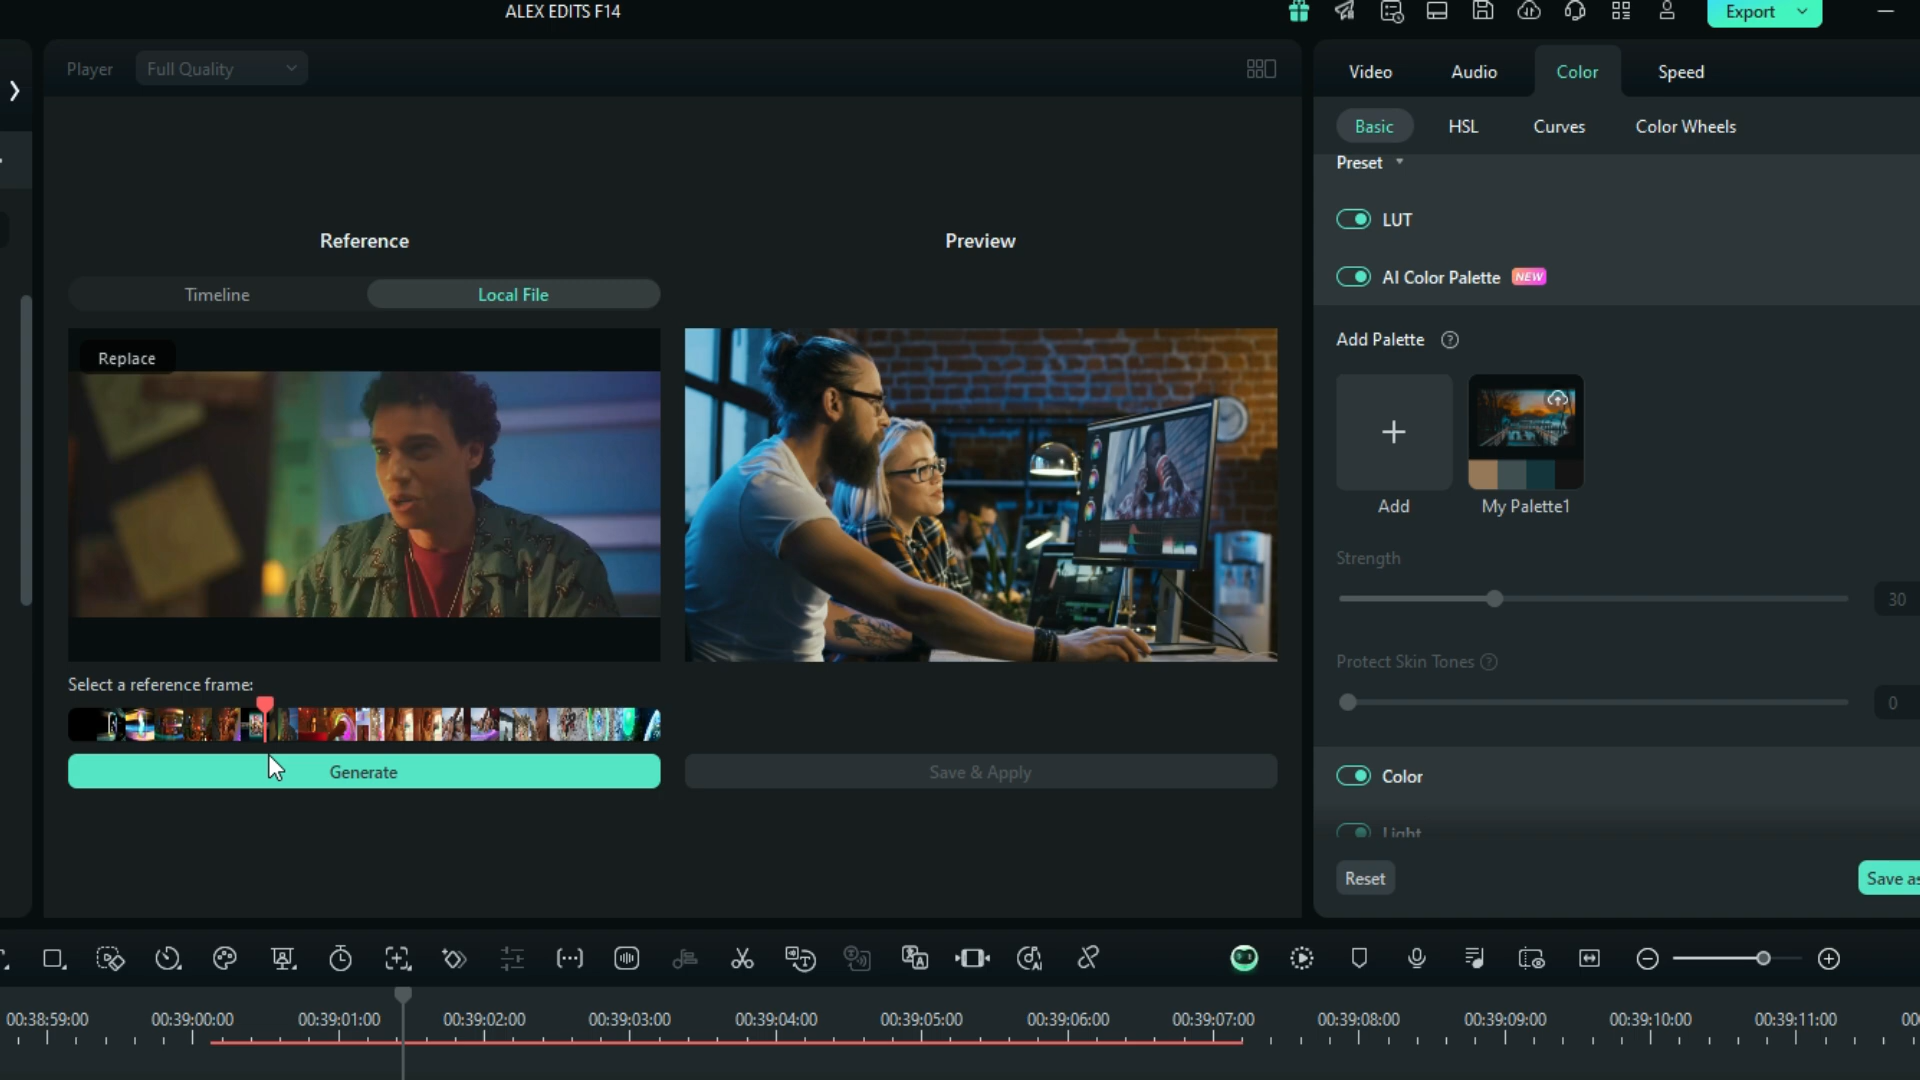 ALEX EDITS F14
Export
Player
Full Quality
Video
Audio
Color
Speed
Basic
HSL
Curves
Color Wheels
Preset
Reference
Preview
LUT
Timeline
Local File
AI Color Palette
NEW
Replace
Add Palette
Add
My Palette1
Strength
30
Protect Skin Tones
0
Select a reference frame:
Generate
Save & Apply
Color
Light
Reset
Save as
00:38:59:00
00:39:00:00
00:39:01:00
00:39:02:00
00:39:03:00
00:39:04:00
00:39:05:00
00:39:06:00
00:39:07:00
00:39:08:00
00:39:09:00
00:39:10:00
00:39:11:00
00